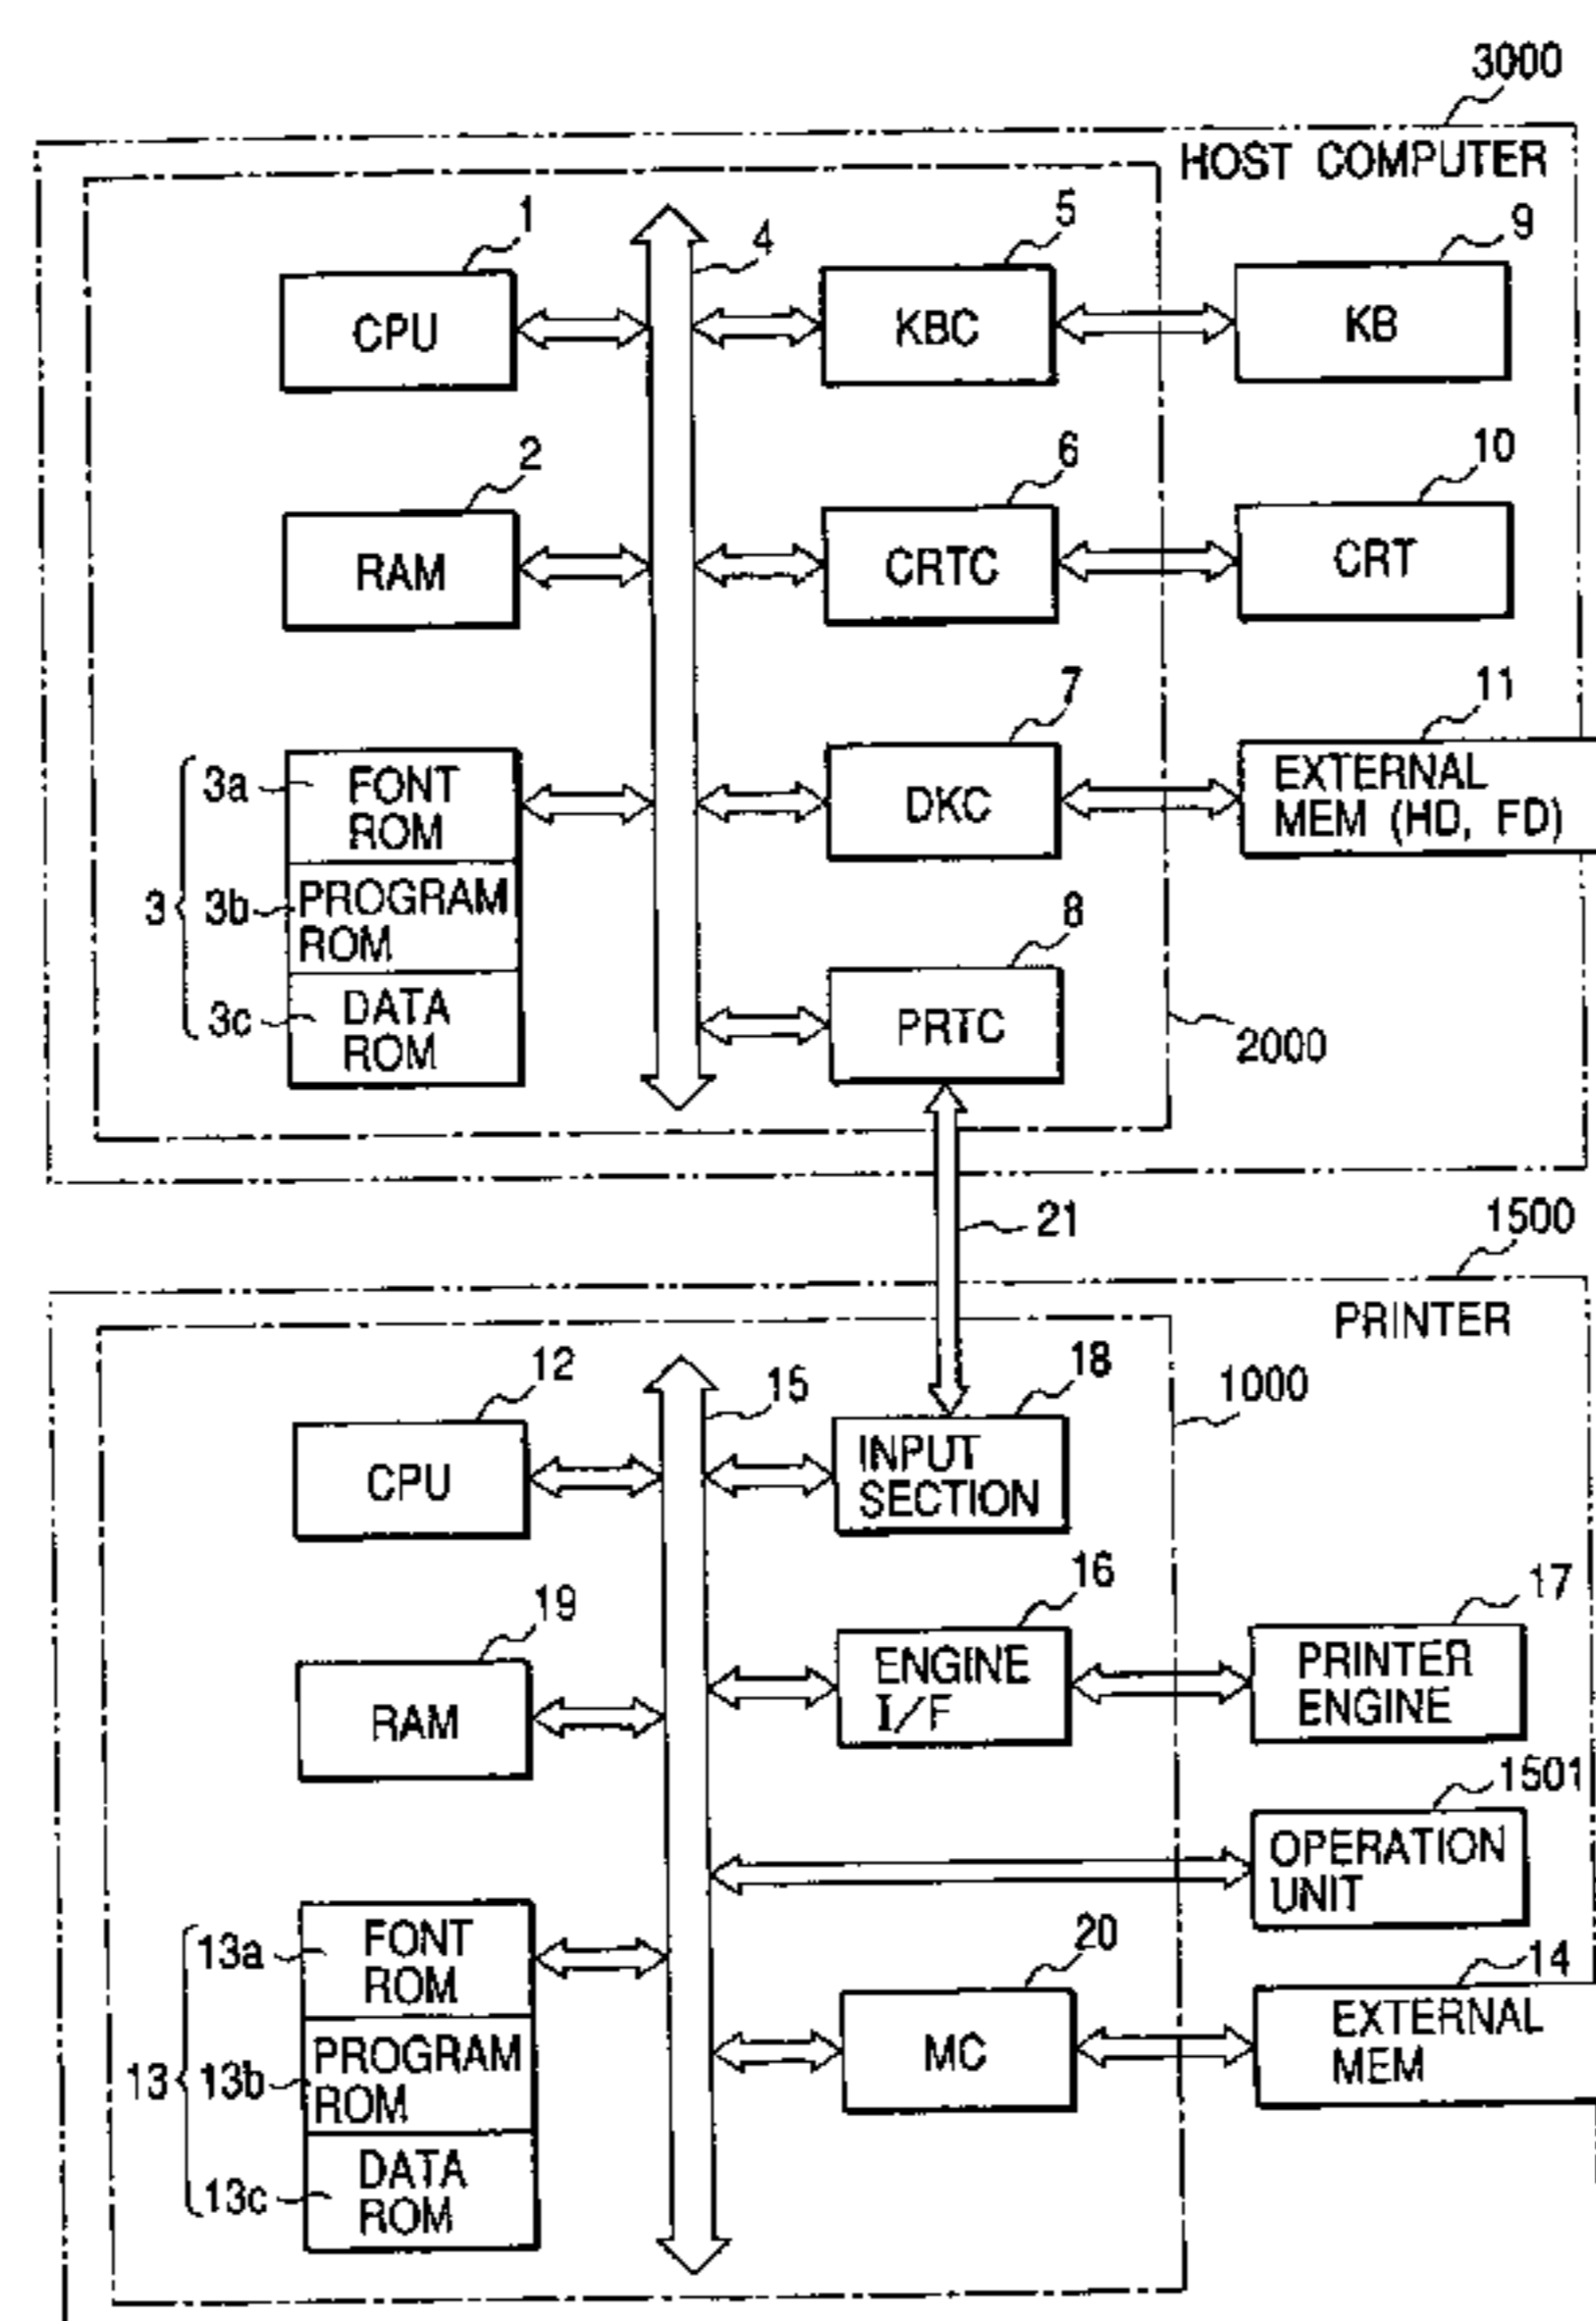 3000
HOST COMPUTER
1
4
5
9
CPU
KBC
KB
2
6
10
RAM
CRTC
CRT
7
11
3a
FONT
ROM
DKC
EXTERNAL
MEM (HD, FD)
3
3b
PROGRAM
ROM
8
3c
DATA
ROM
PRTC
2000
21
1500
PRINTER
12
15
18
1000
CPU
INPUT
SECTION
19
16
17
RAM
ENGINE
I/F
PRINTER
ENGINE
1501
OPERATION
UNIT
13a
FONT
ROM
20
14
13
13b
PROGRAM
ROM
MC
EXTERNAL
MEM
13c
DATA
ROM